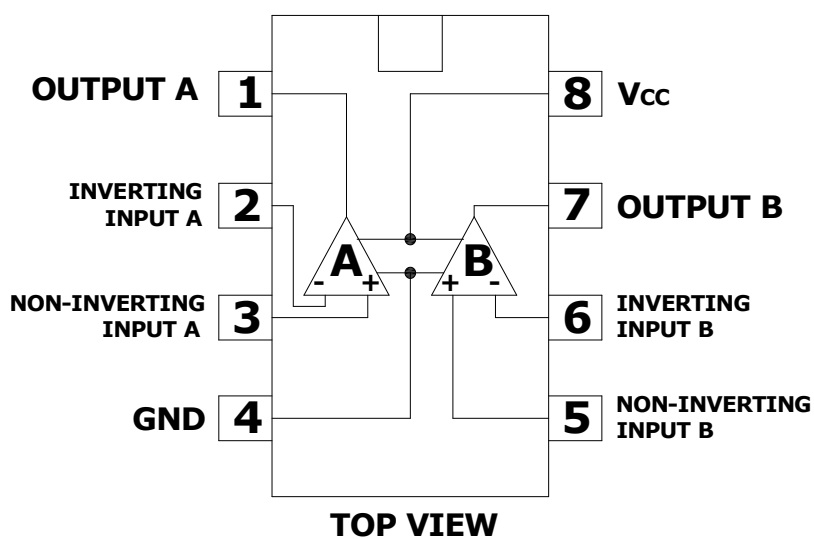 OUTPUT A
1
8
Vcc
INVERTING
INPUT A
2
7
OUTPUT B
A
B
-
+
+
-
NON-INVERTING
INPUT A
3
6
INVERTING
INPUT B
GND
4
5
NON-INVERTING
INPUT B
TOP VIEW